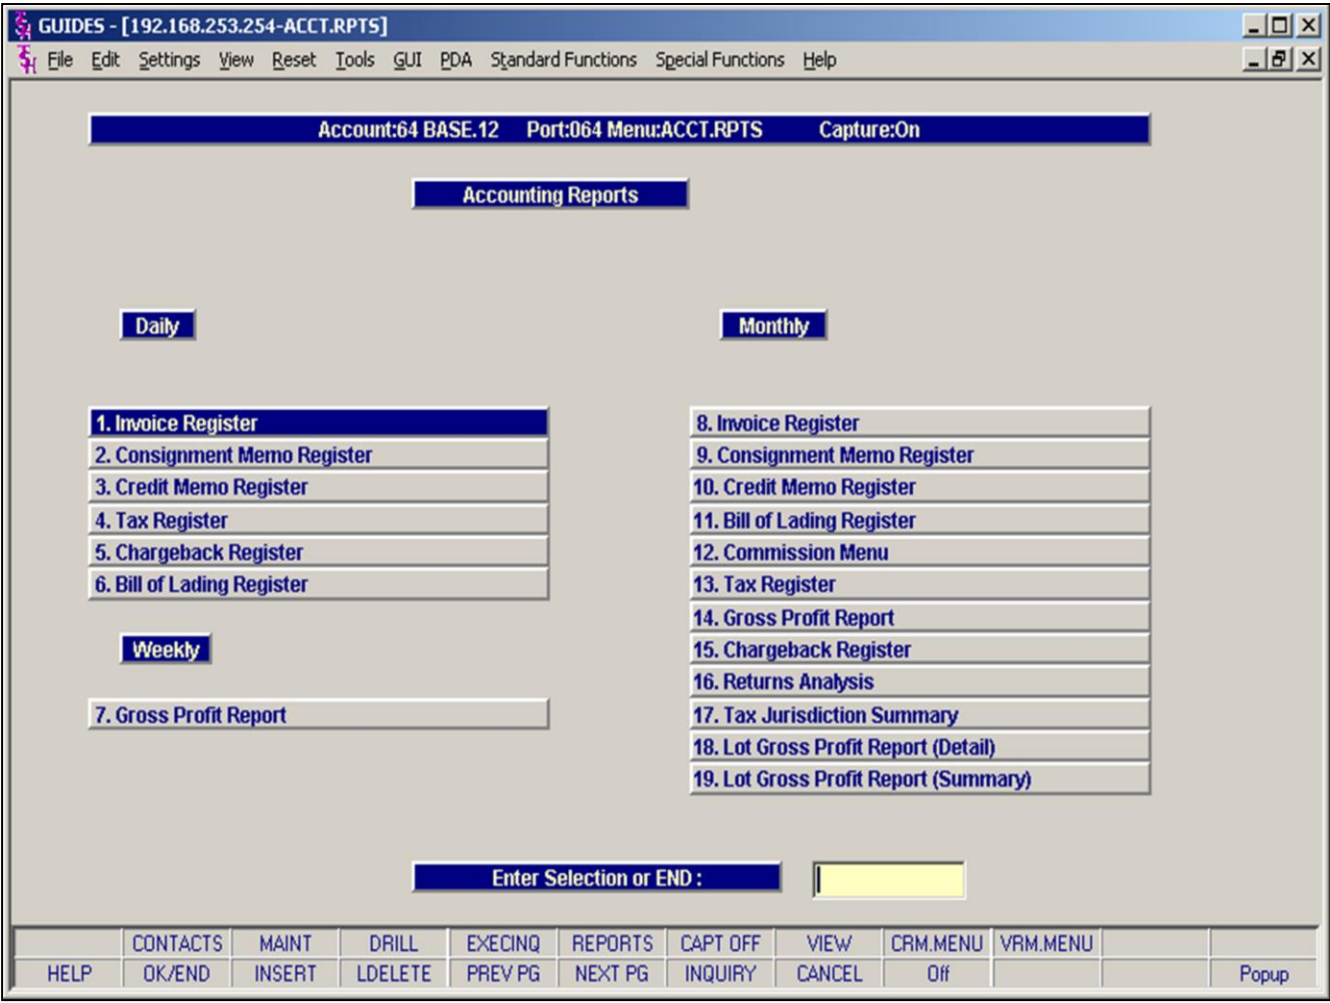 GUIDES - [192.168.253.254-ACCT.RPTS]
File Edit Settings View Reset Tools GUI PDA Standard Functions Special Functions Help
Account:64 BASE.12 Port:064 Menu:ACCT.RPTS Capture:On
Accounting Reports
Daily
1. Invoice Register
2. Consignment Memo Register
3. Credit Memo Register
4. Tax Register
5. Chargeback Register
6. Bill of Lading Register
Weekly
7. Gross Profit Report
Monthly
8. Invoice Register
9. Consignment Memo Register
10. Credit Memo Register
11. Bill of Lading Register
12. Commission Menu
13. Tax Register
14. Gross Profit Report
15. Chargeback Register
16. Returns Analysis
17. Tax Jurisdiction Summary
18. Lot Gross Profit Report (Detail)
19. Lot Gross Profit Report (Summary)
Enter Selection or END :
CONTACTS MAINT DRILL EXECINQ REPORTS CAPT OFF VIEW CRM.MENU VRM.MENU
HELP OK/END INSERT LDELETE PREV PG NEXT PG INQUIRY CANCEL Off Popup